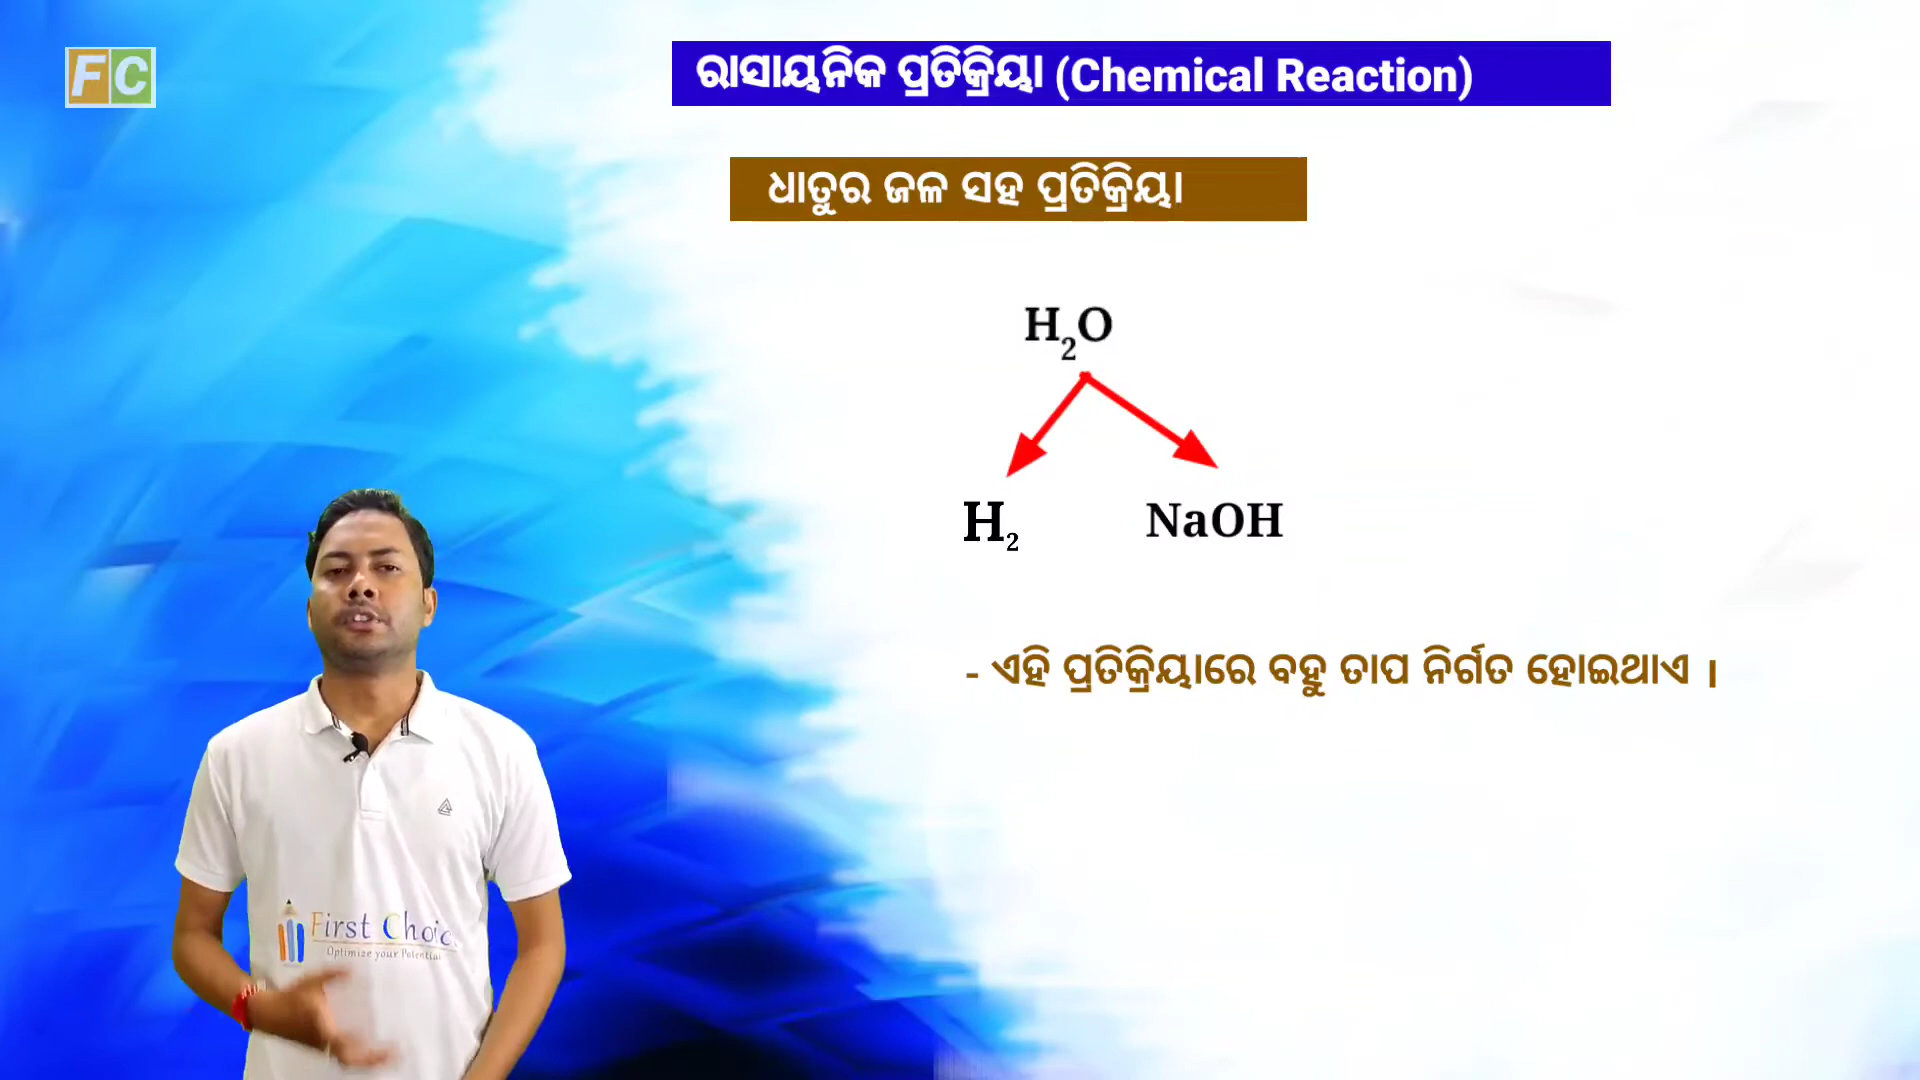 FC
ରାସାୟନିକ ପ୍ରତିକ୍ରିୟା (Chemical Reaction)
ଧାତୁର ଜଳ ସହ ପ୍ରତିକ୍ରିୟା
H₂O
H₂ NaOH
- ଏହି ପ୍ରତିକ୍ରିୟାରେ ବହୁ ତାପ ନିର୍ଗତ ହୋଇଥାଏ ।
First Choic
Optimize your Potential